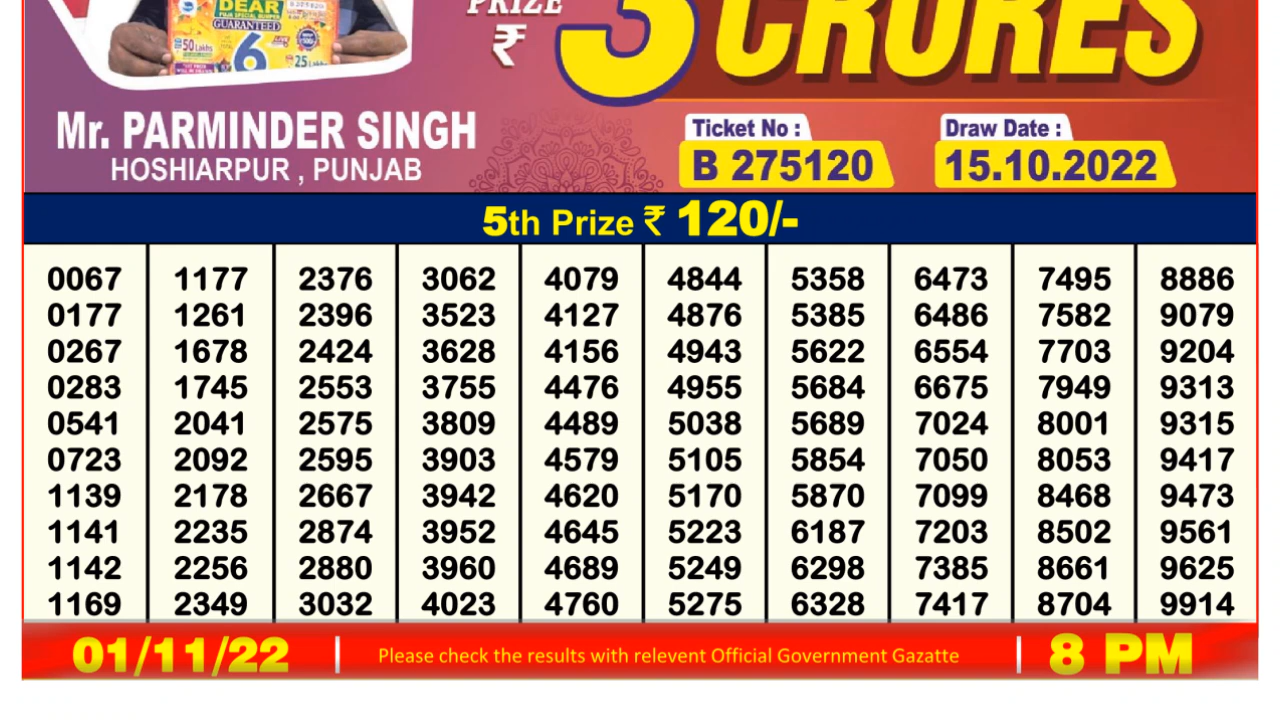 DEAR
PUJA SPECIAL BUMPER
GUARANTEED
50 Lakhs
6
25 Lakhs
PRIZE
₹
3 CRORES
Mr. PARMINDER SINGH
HOSHIARPUR , PUNJAB
Ticket No :
B 275120
Draw Date :
15.10.2022
5th Prize ₹ 120/-
0067 1177 2376 3062 4079 4844 5358 6473 7495 8886
0177 1261 2396 3523 4127 4876 5385 6486 7582 9079
0267 1678 2424 3628 4156 4943 5622 6554 7703 9204
0283 1745 2553 3755 4476 4955 5684 6675 7949 9313
0541 2041 2575 3809 4489 5038 5689 7024 8001 9315
0723 2092 2595 3903 4579 5105 5854 7050 8053 9417
1139 2178 2667 3942 4620 5170 5870 7099 8468 9473
1141 2235 2874 3952 4645 5223 6187 7203 8502 9561
1142 2256 2880 3960 4689 5249 6298 7385 8661 9625
1169 2349 3032 4023 4760 5275 6328 7417 8704 9914
01/11/22 Please check the results with relevent Official Government Gazatte 8 PM